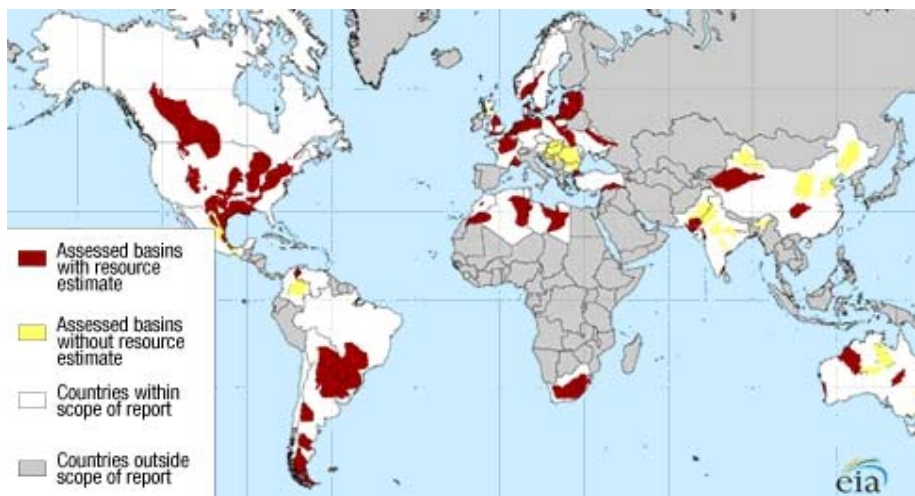 Assessed basins
with resource
estimate
Assessed basins
without resource
estimate
Countries within
scope of report
Countries outside
scope of report
eia